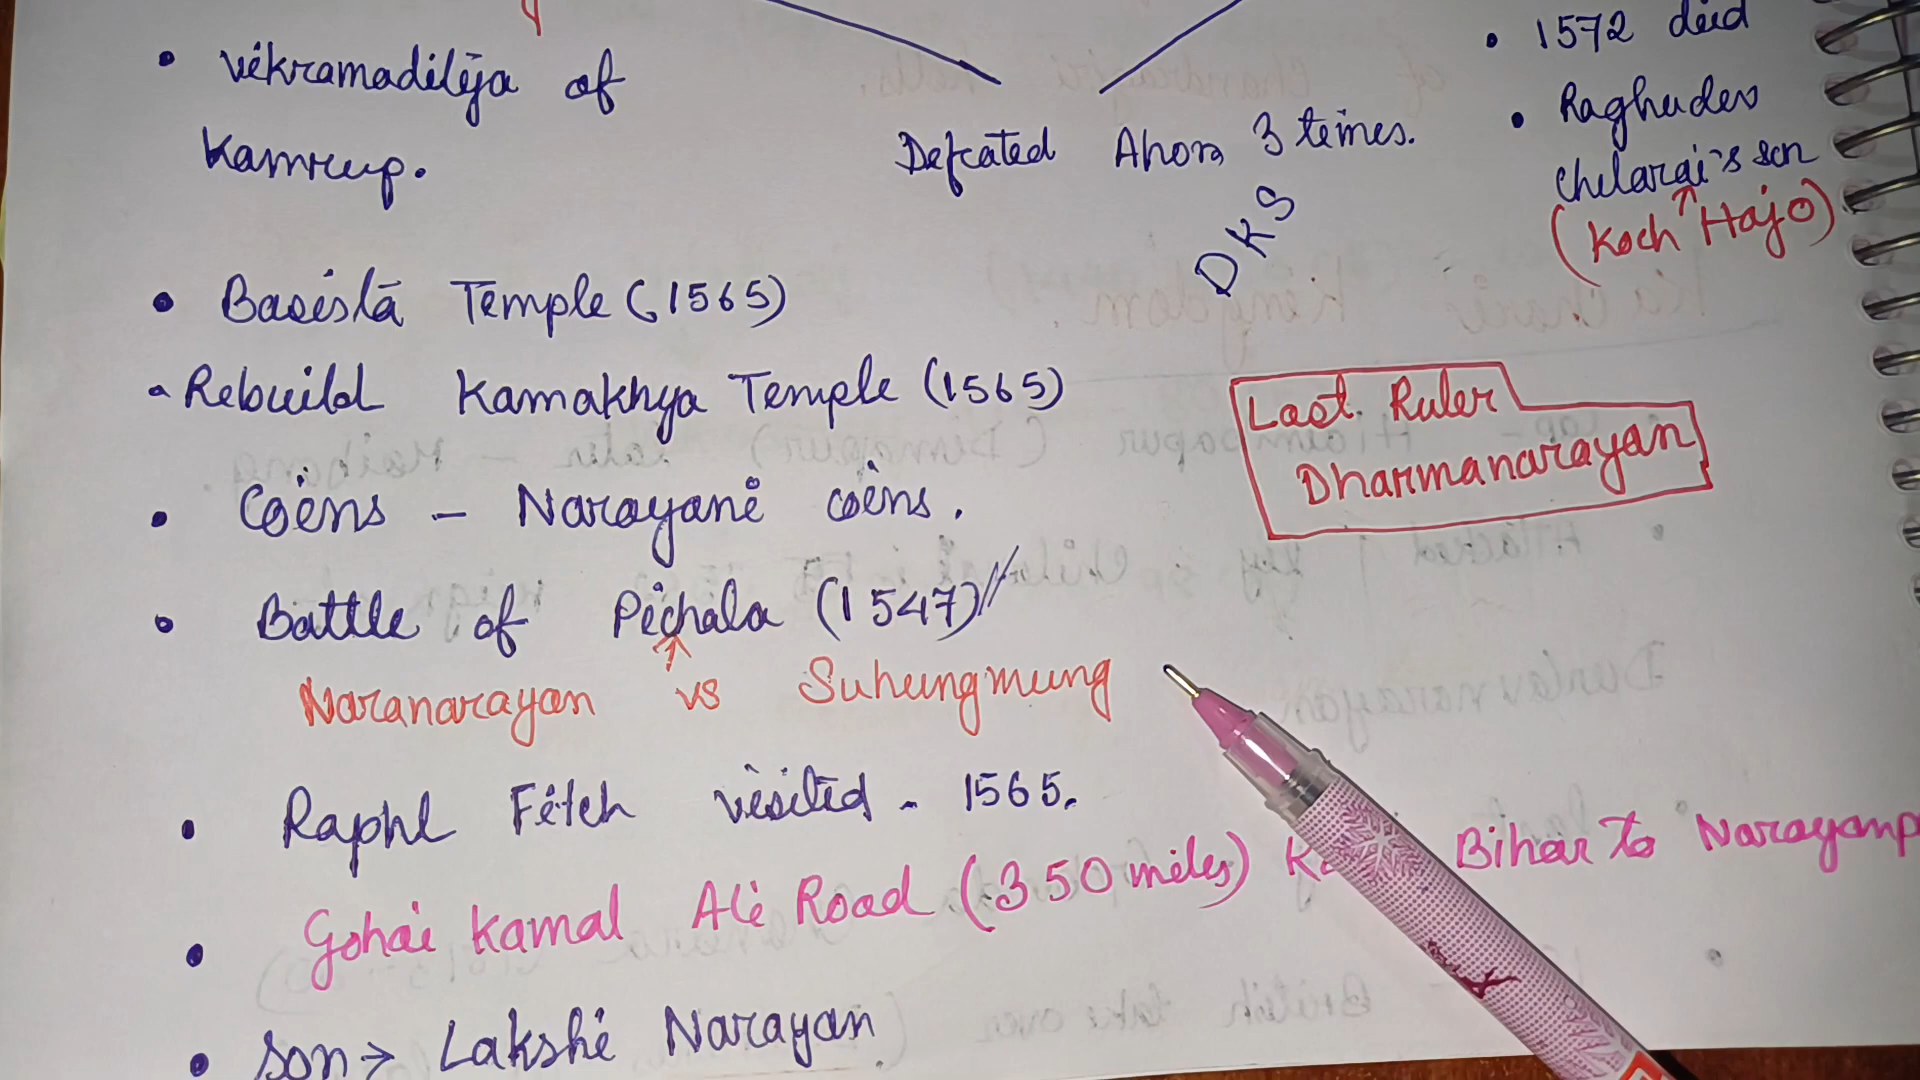 • Vikramaditya of
Kamrup.
Defeated Ahom 3 times.
DKS
• 1572 died
• Raghudev
Chilarai's son
(Koch Hajo)
• Basista Temple (1565)
• Rebuild Kamakhya Temple (1565)
• Coins - Narayani coins.
Last Ruler
Dharmanarayan
• Battle of Pichala (1547)//
Naranarayan vs Suhungmung
• Raphl Fitch visited - 1565.
• Gohai Kamal Ali Road (350 miles) Bihar to Narayanp
• Son → Lakshi Narayan